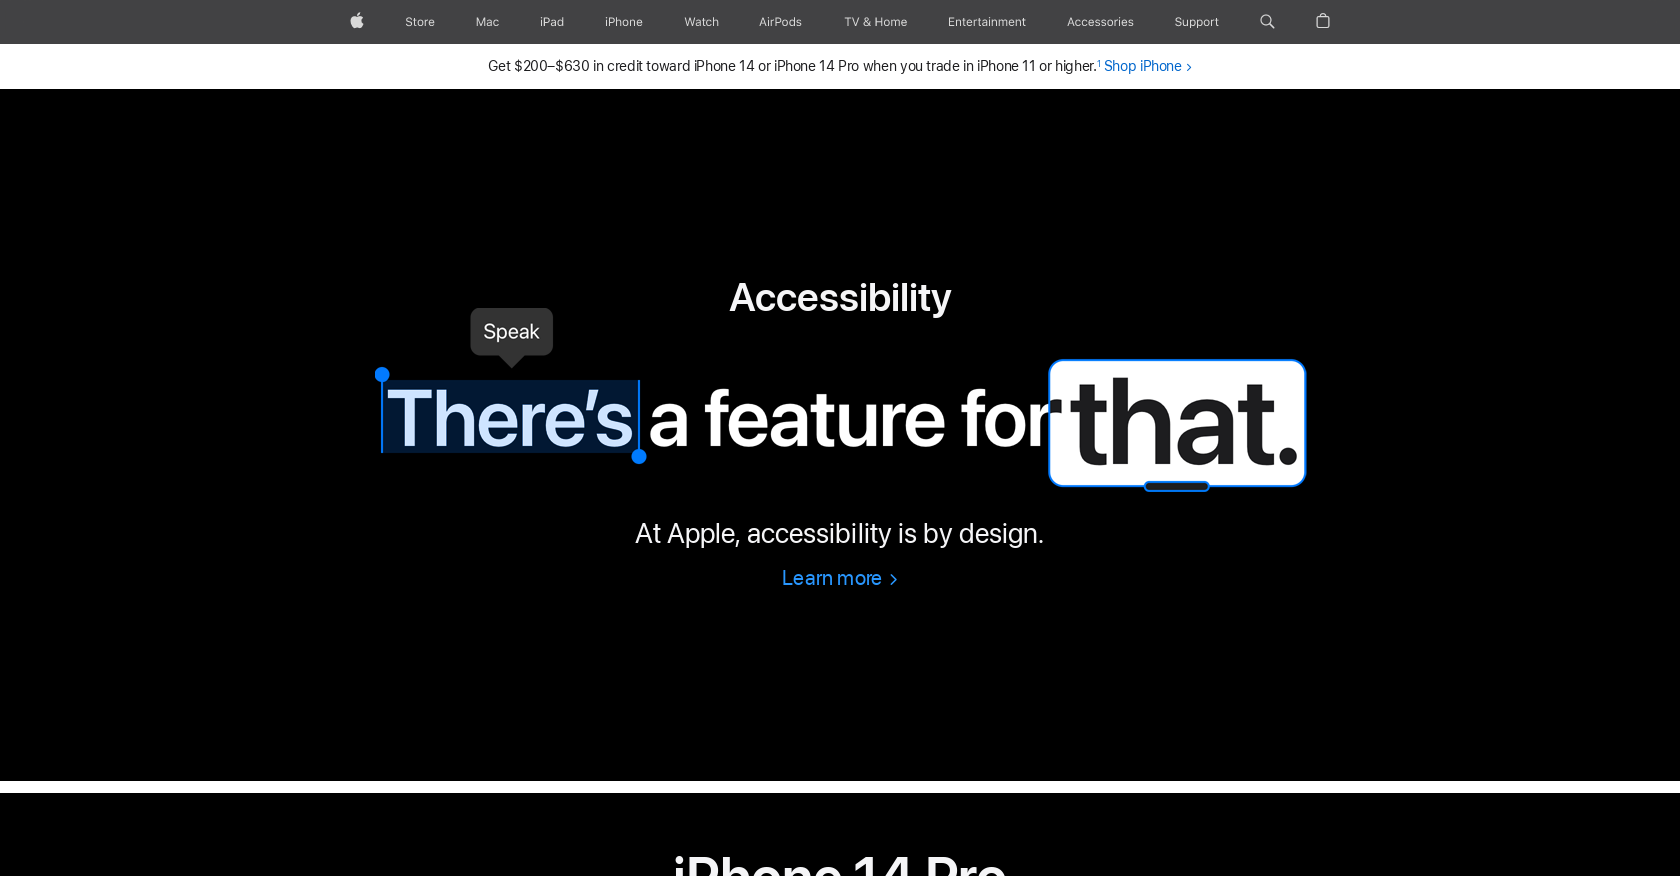 Store Mac iPad iPhone Watch AirPods TV & Home Entertainment Accessories Support
Get $200–$630 in credit toward iPhone 14 or iPhone 14 Pro when you trade in iPhone 11 or higher.¹ Shop iPhone >
Accessibility
Speak
There’s a feature for that.
At Apple, accessibility is by design.
Learn more >
iPhone 14 Pro